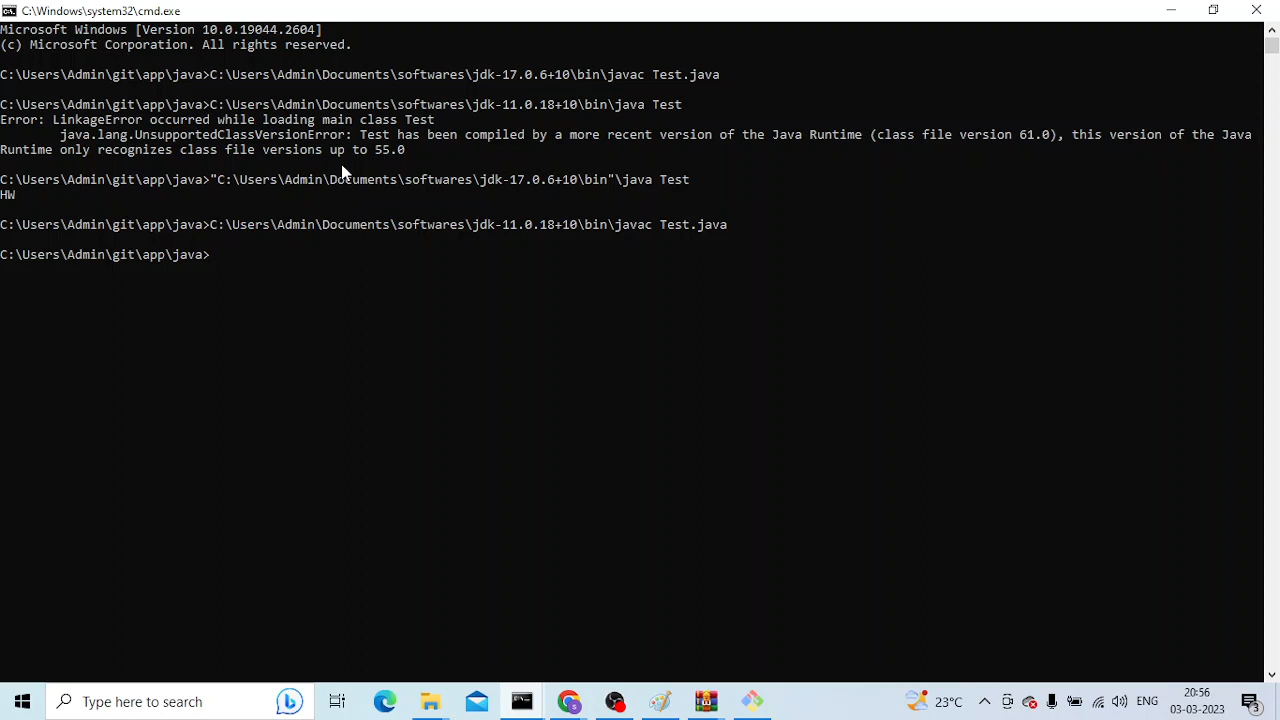 C:\Windows\system32\cmd.exe
Microsoft Windows [Version 10.0.19044.2604]
(c) Microsoft Corporation. All rights reserved.
C:\Users\Admin\git\app\java>C:\Users\Admin\Documents\softwares\jdk-17.0.6+10\bin\javac Test.java
C:\Users\Admin\git\app\java>C:\Users\Admin\Documents\softwares\jdk-11.0.18+10\bin\java Test
Error: LinkageError occurred while loading main class Test
java.lang.UnsupportedClassVersionError: Test has been compiled by a more recent version of the Java Runtime (class file version 61.0), this version of the Java
Runtime only recognizes class file versions up to 55.0
C:\Users\Admin\git\app\java>"C:\Users\Admin\Documents\softwares\jdk-17.0.6+10\bin"\java Test
HW
C:\Users\Admin\git\app\java>C:\Users\Admin\Documents\softwares\jdk-11.0.18+10\bin\javac Test.java
C:\Users\Admin\git\app\java>
Type here to search
23°C
ENG
20:56
03-03-2023
3